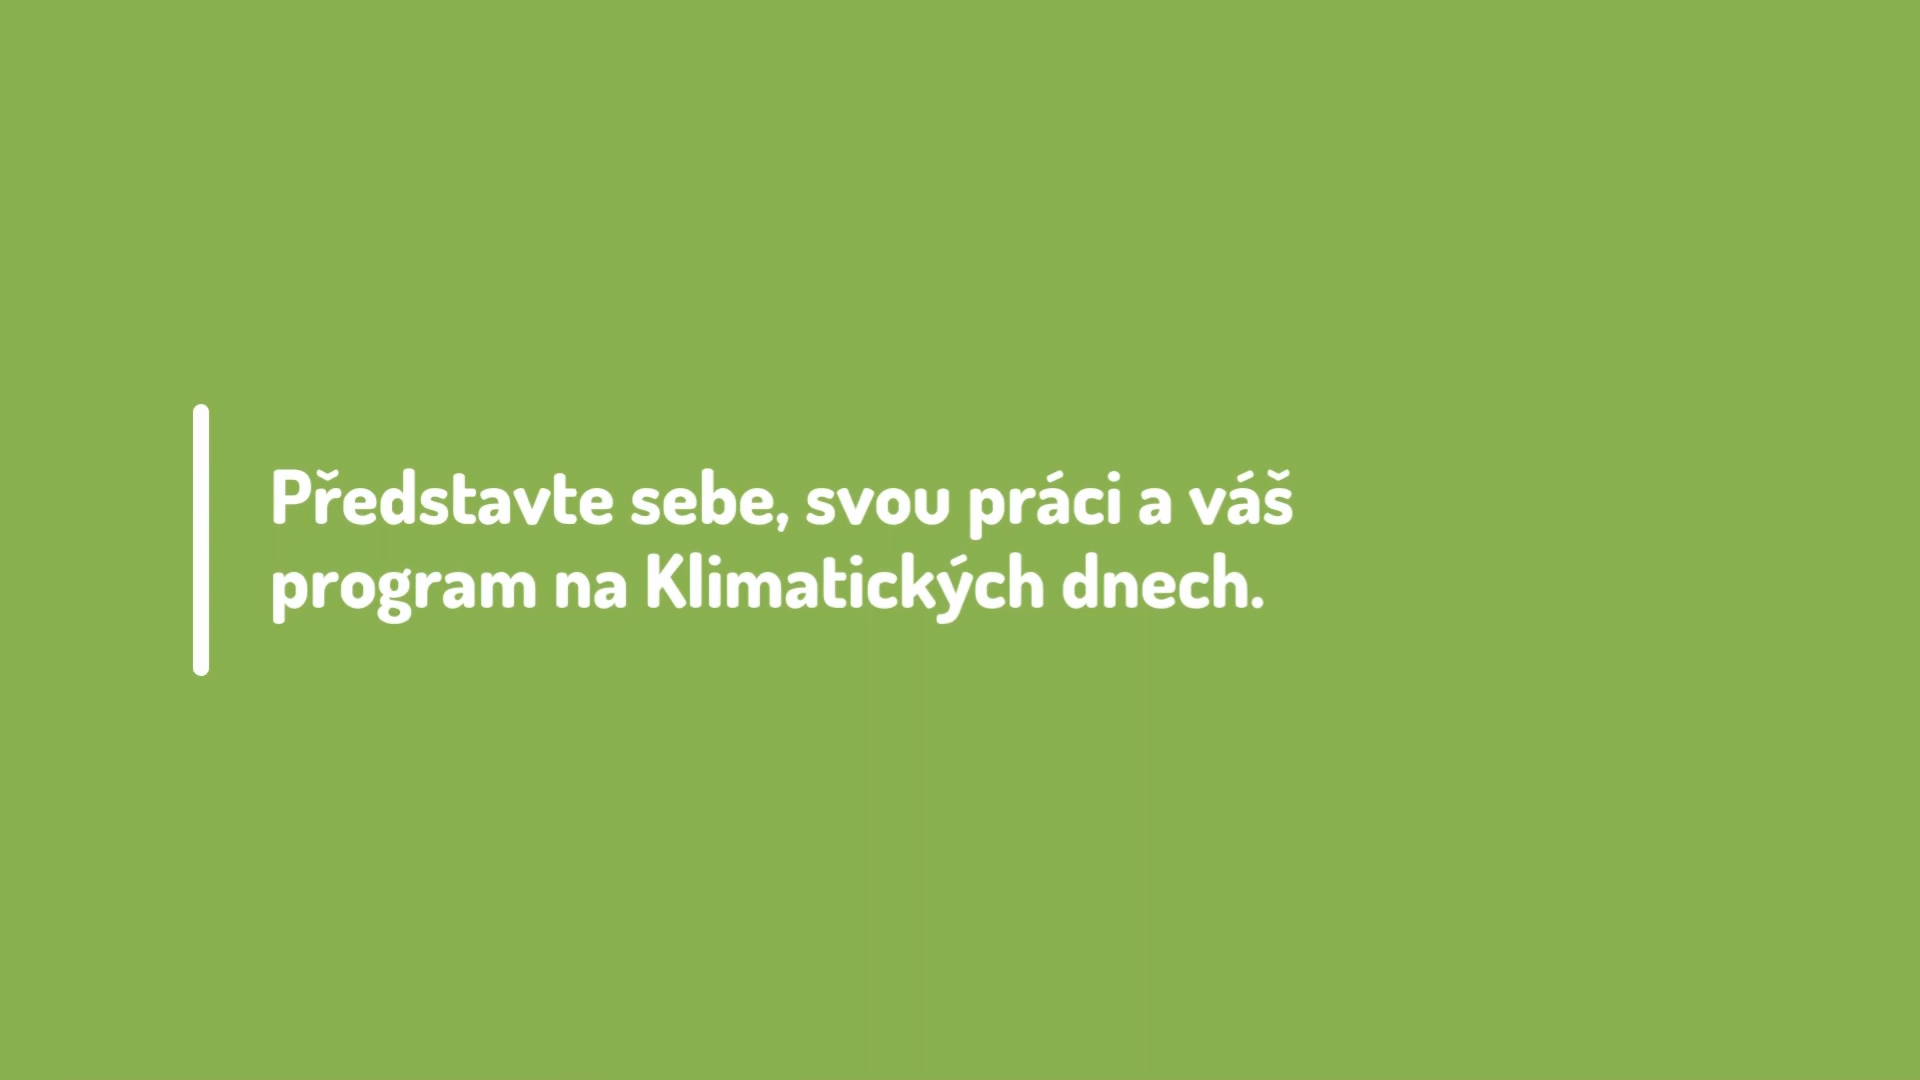 Představte sebe, svou práci a váš
program na Klimatických dnech.